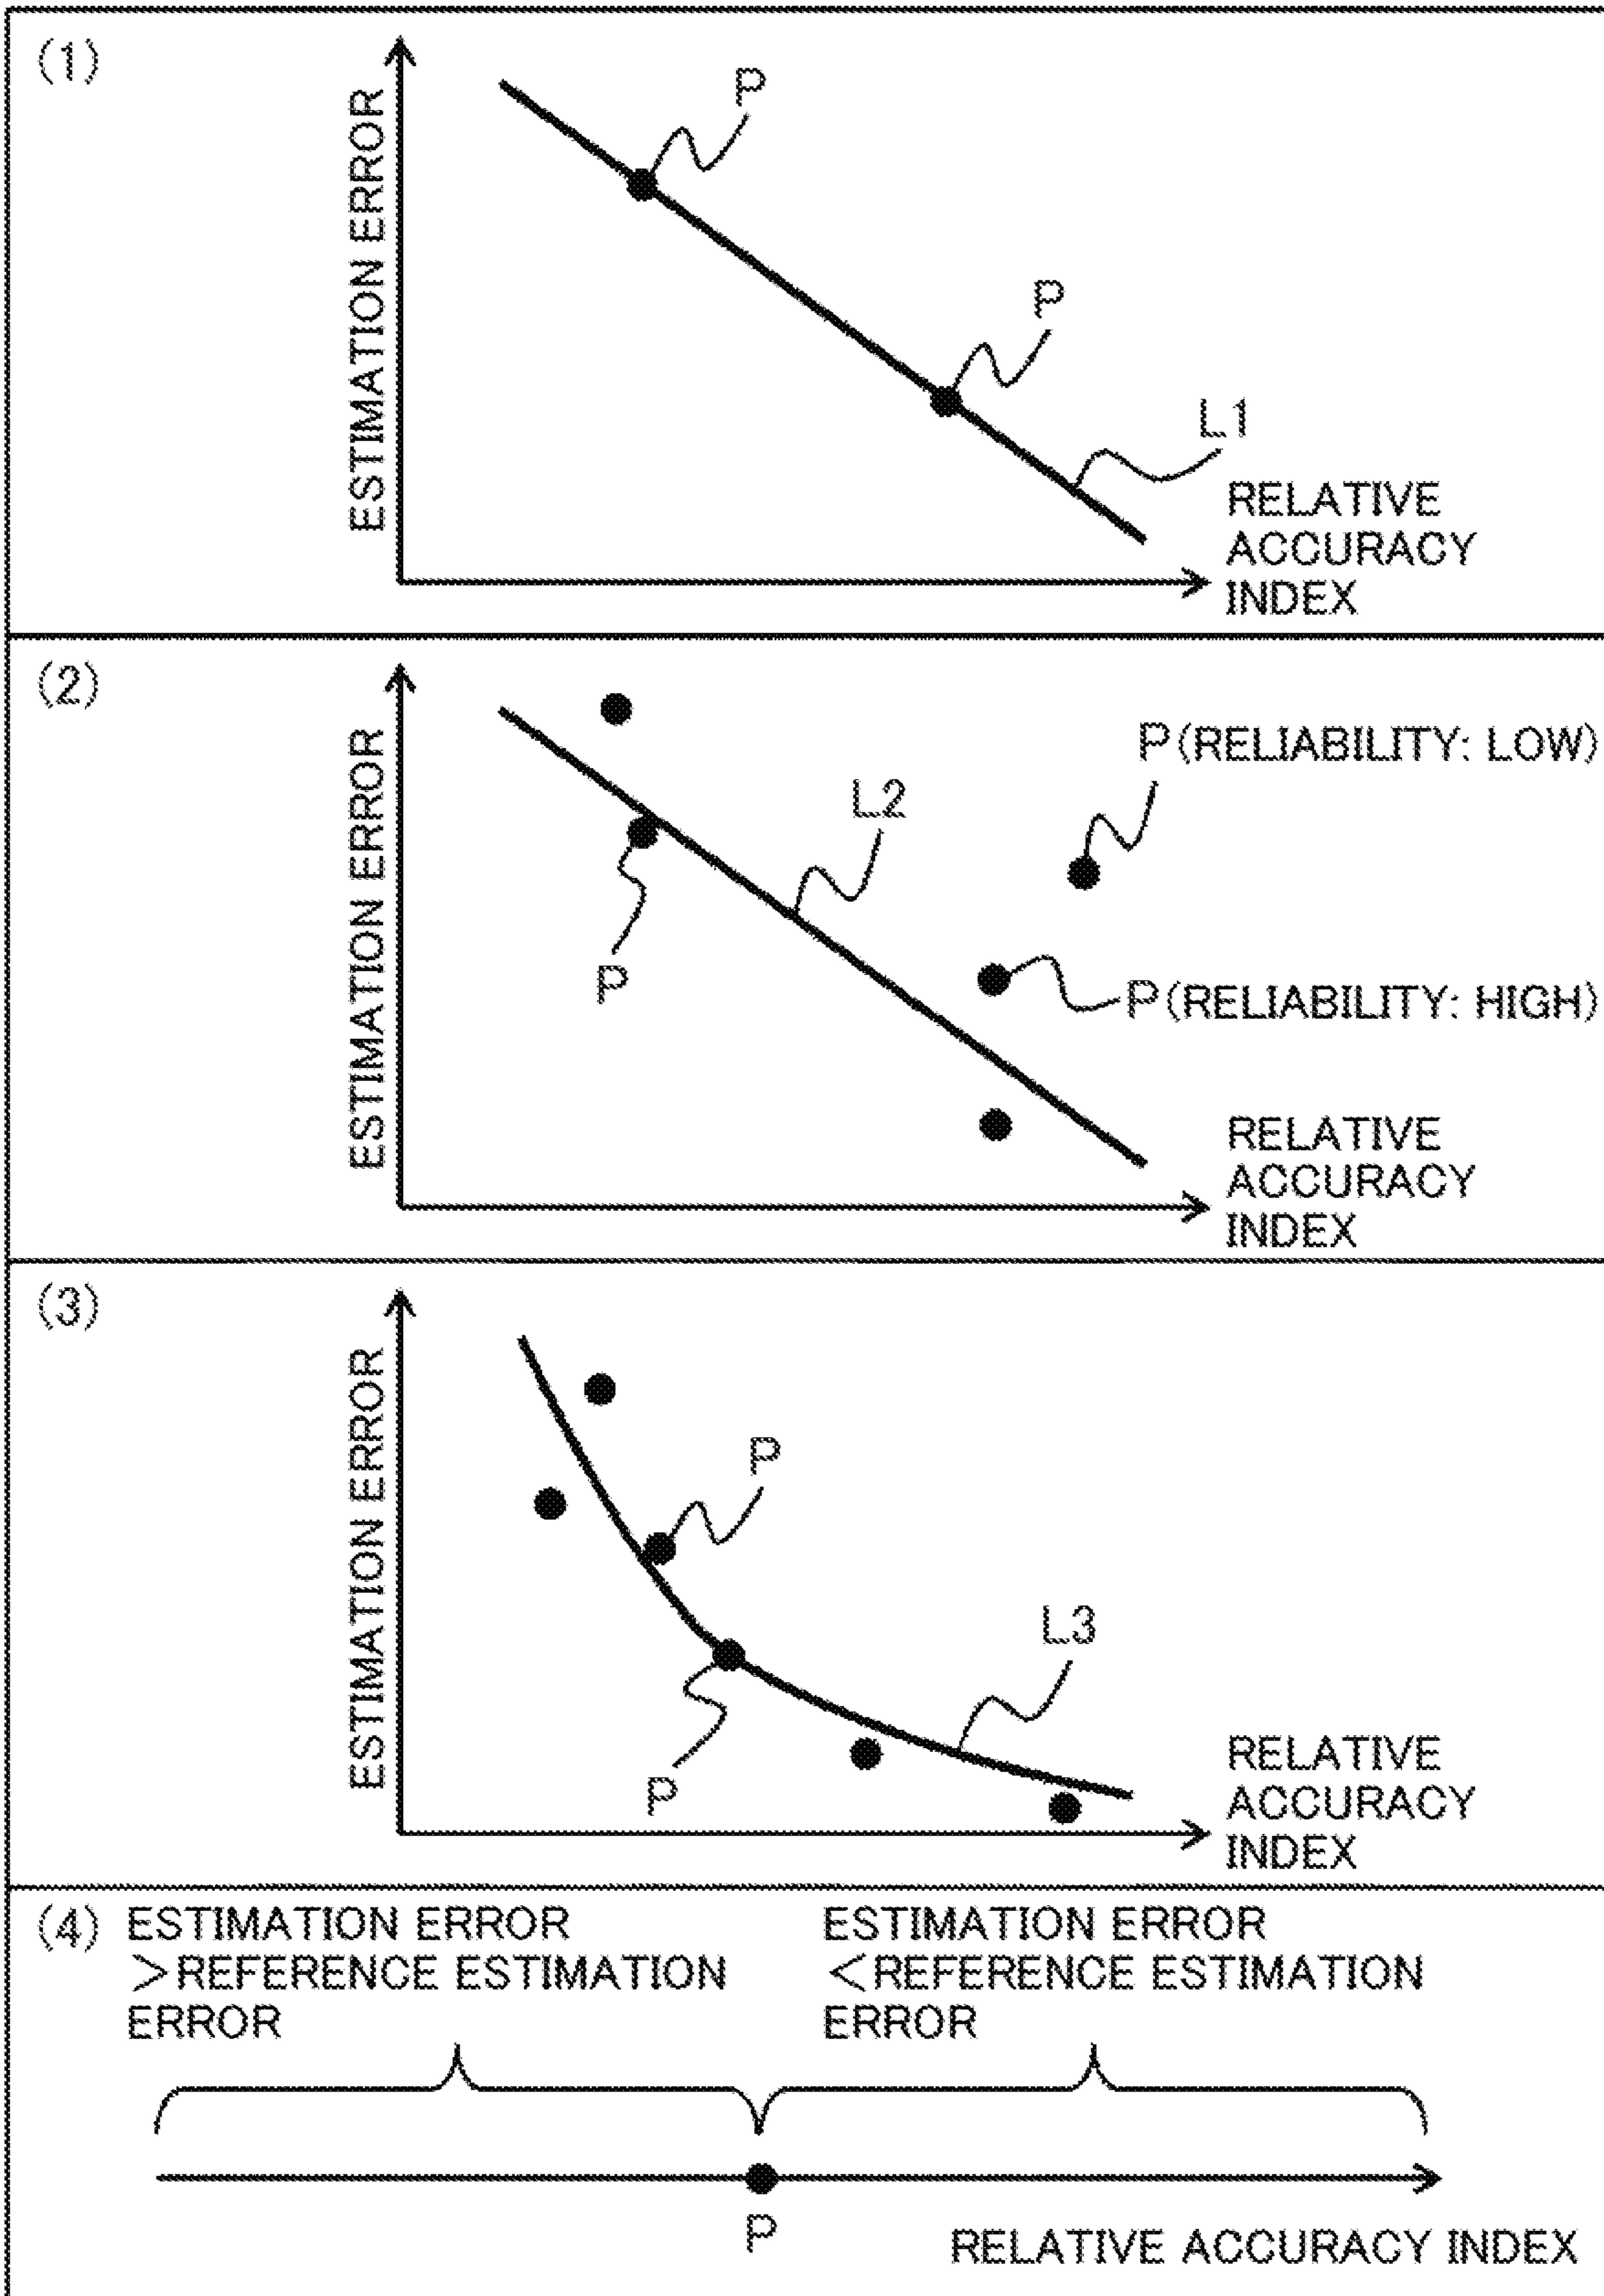 (1)
ESTIMATION ERROR
P
P
L1
RELATIVE
ACCURACY
INDEX
(2)
ESTIMATION ERROR
P(RELIABILITY: LOW)
L2
P
P(RELIABILITY: HIGH)
RELATIVE
ACCURACY
INDEX
(3)
ESTIMATION ERROR
P
L3
P
RELATIVE
ACCURACY
INDEX
(4)
ESTIMATION ERROR
>REFERENCE ESTIMATION
ERROR
ESTIMATION ERROR
<REFERENCE ESTIMATION
ERROR
P
RELATIVE ACCURACY INDEX